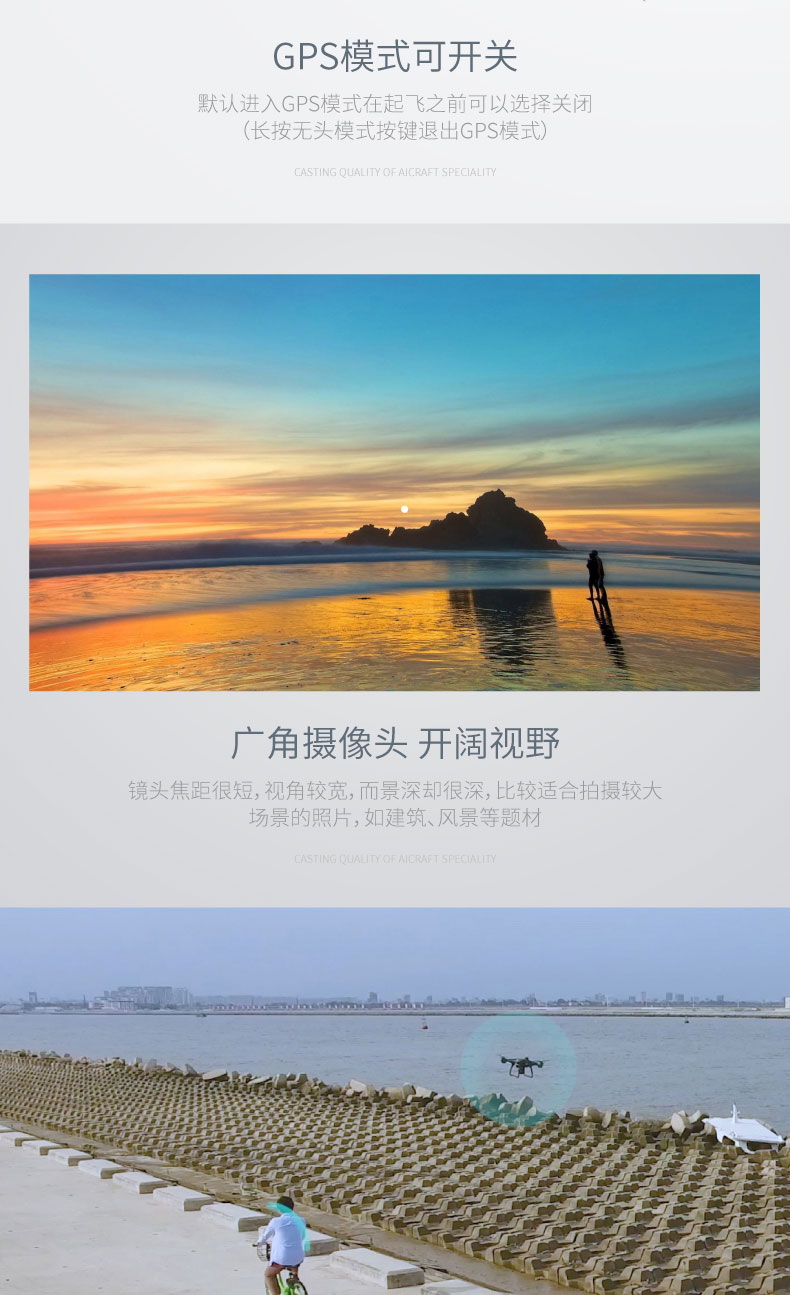 GPS模式可开关
默认进入GPS模式在起飞之前可以选择关闭
（长按无头模式按键退出GPS模式）
CASTING QUALITY OF AICRAFT SPECIALITY
广角摄像头 开阔视野
镜头焦距很短，视角较宽，而景深却很深，比较适合拍摄较大
场景的照片，如建筑、风景等题材
CASTING QUALITY OF AICRAFT SPECIALITY